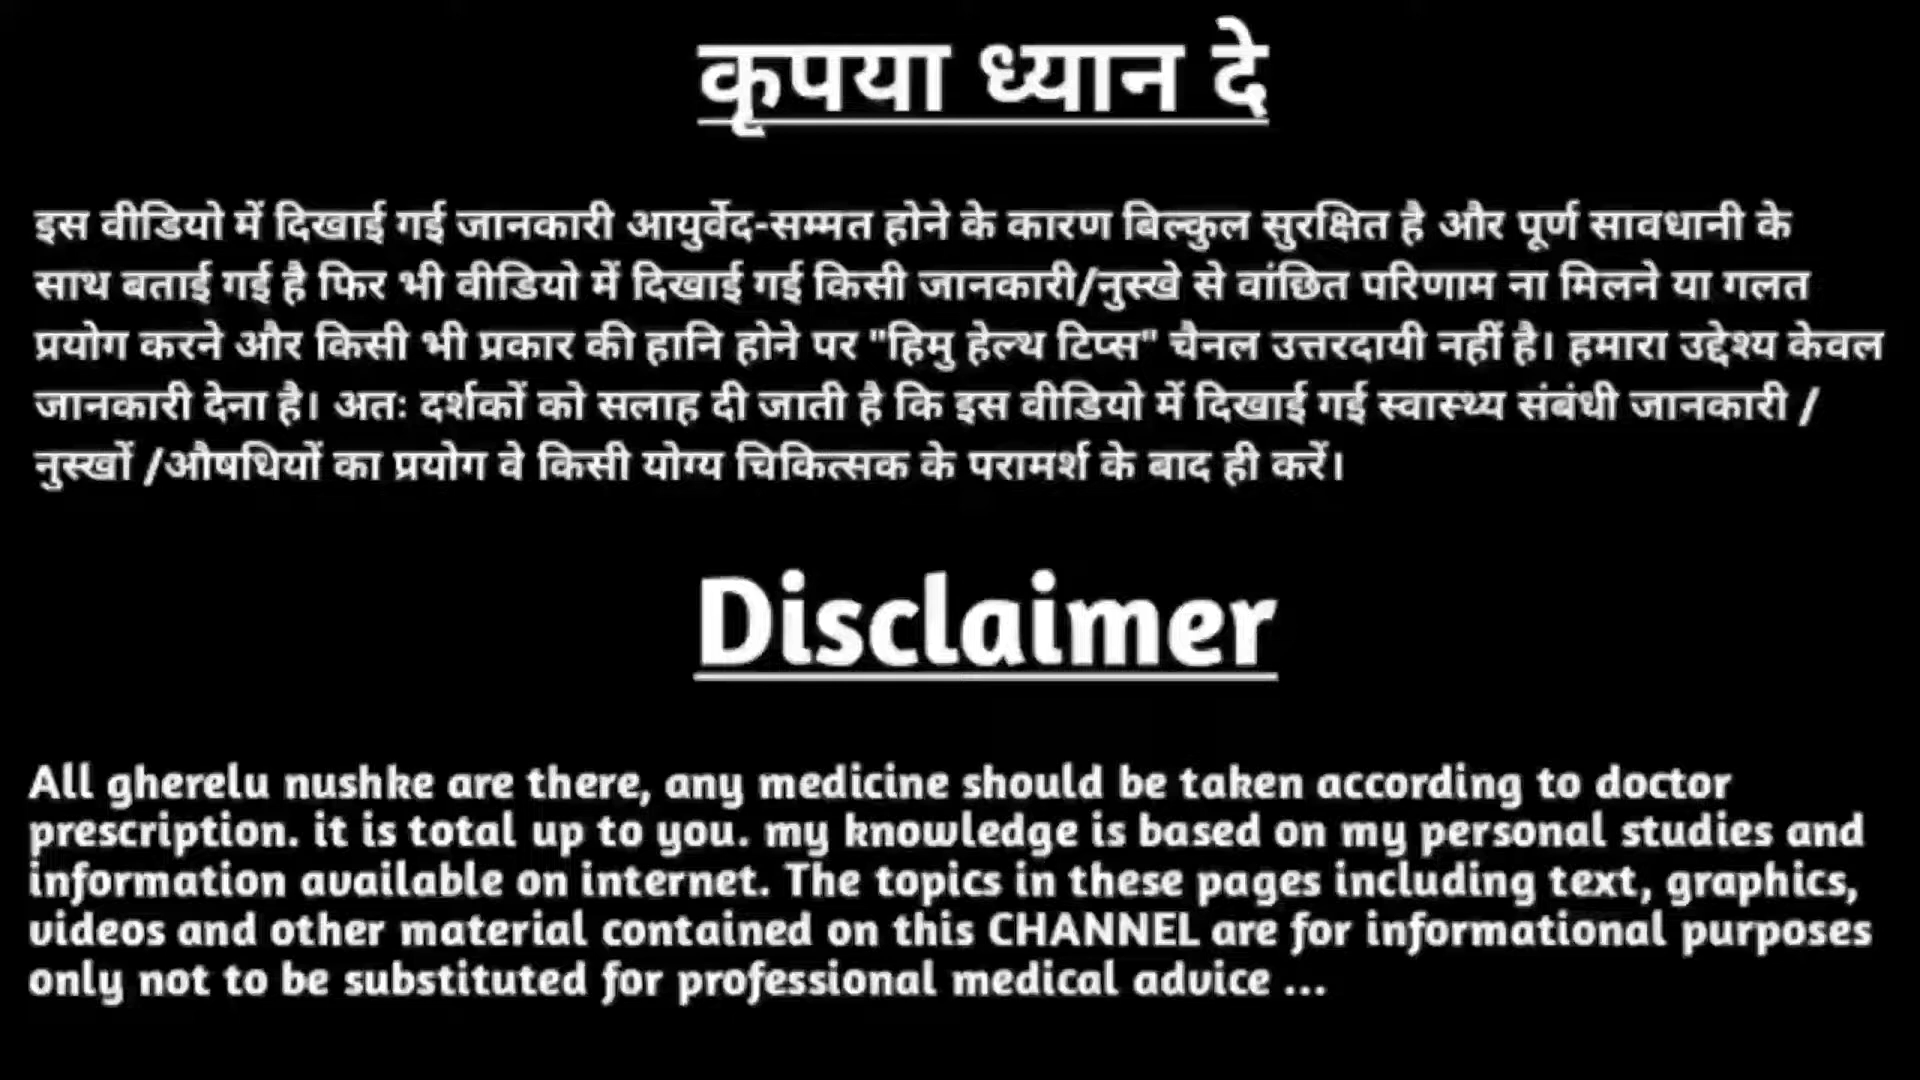 कृपया ध्यान दे
इस वीडियो में दिखाई गई जानकारी आयुर्वेद-सम्मत होने के कारण बिल्कुल सुरक्षित है और पूर्ण सावधानी के
साथ बताई गई है फिर भी वीडियो में दिखाई गई किसी जानकारी/नुस्खे से वांछित परिणाम ना मिलने या गलत
प्रयोग करने और किसी भी प्रकार की हानि होने पर "हिमु हेल्थ टिप्स" चैनल उत्तरदायी नहीं है। हमारा उद्देश्य केवल
जानकारी देना है। अतः दर्शकों को सलाह दी जाती है कि इस वीडियो में दिखाई गई स्वास्थ्य संबंधी जानकारी /
नुस्खों /औषधियों का प्रयोग वे किसी योग्य चिकित्सक के परामर्श के बाद ही करें।
Disclaimer
All gherelu nushke are there, any medicine should be taken according to doctor
prescription. it is total up to you. my knowledge is based on my personal studies and
information available on internet. The topics in these pages including text, graphics,
videos and other material contained on this CHANNEL are for informational purposes
only not to be substituted for professional medical advice ...